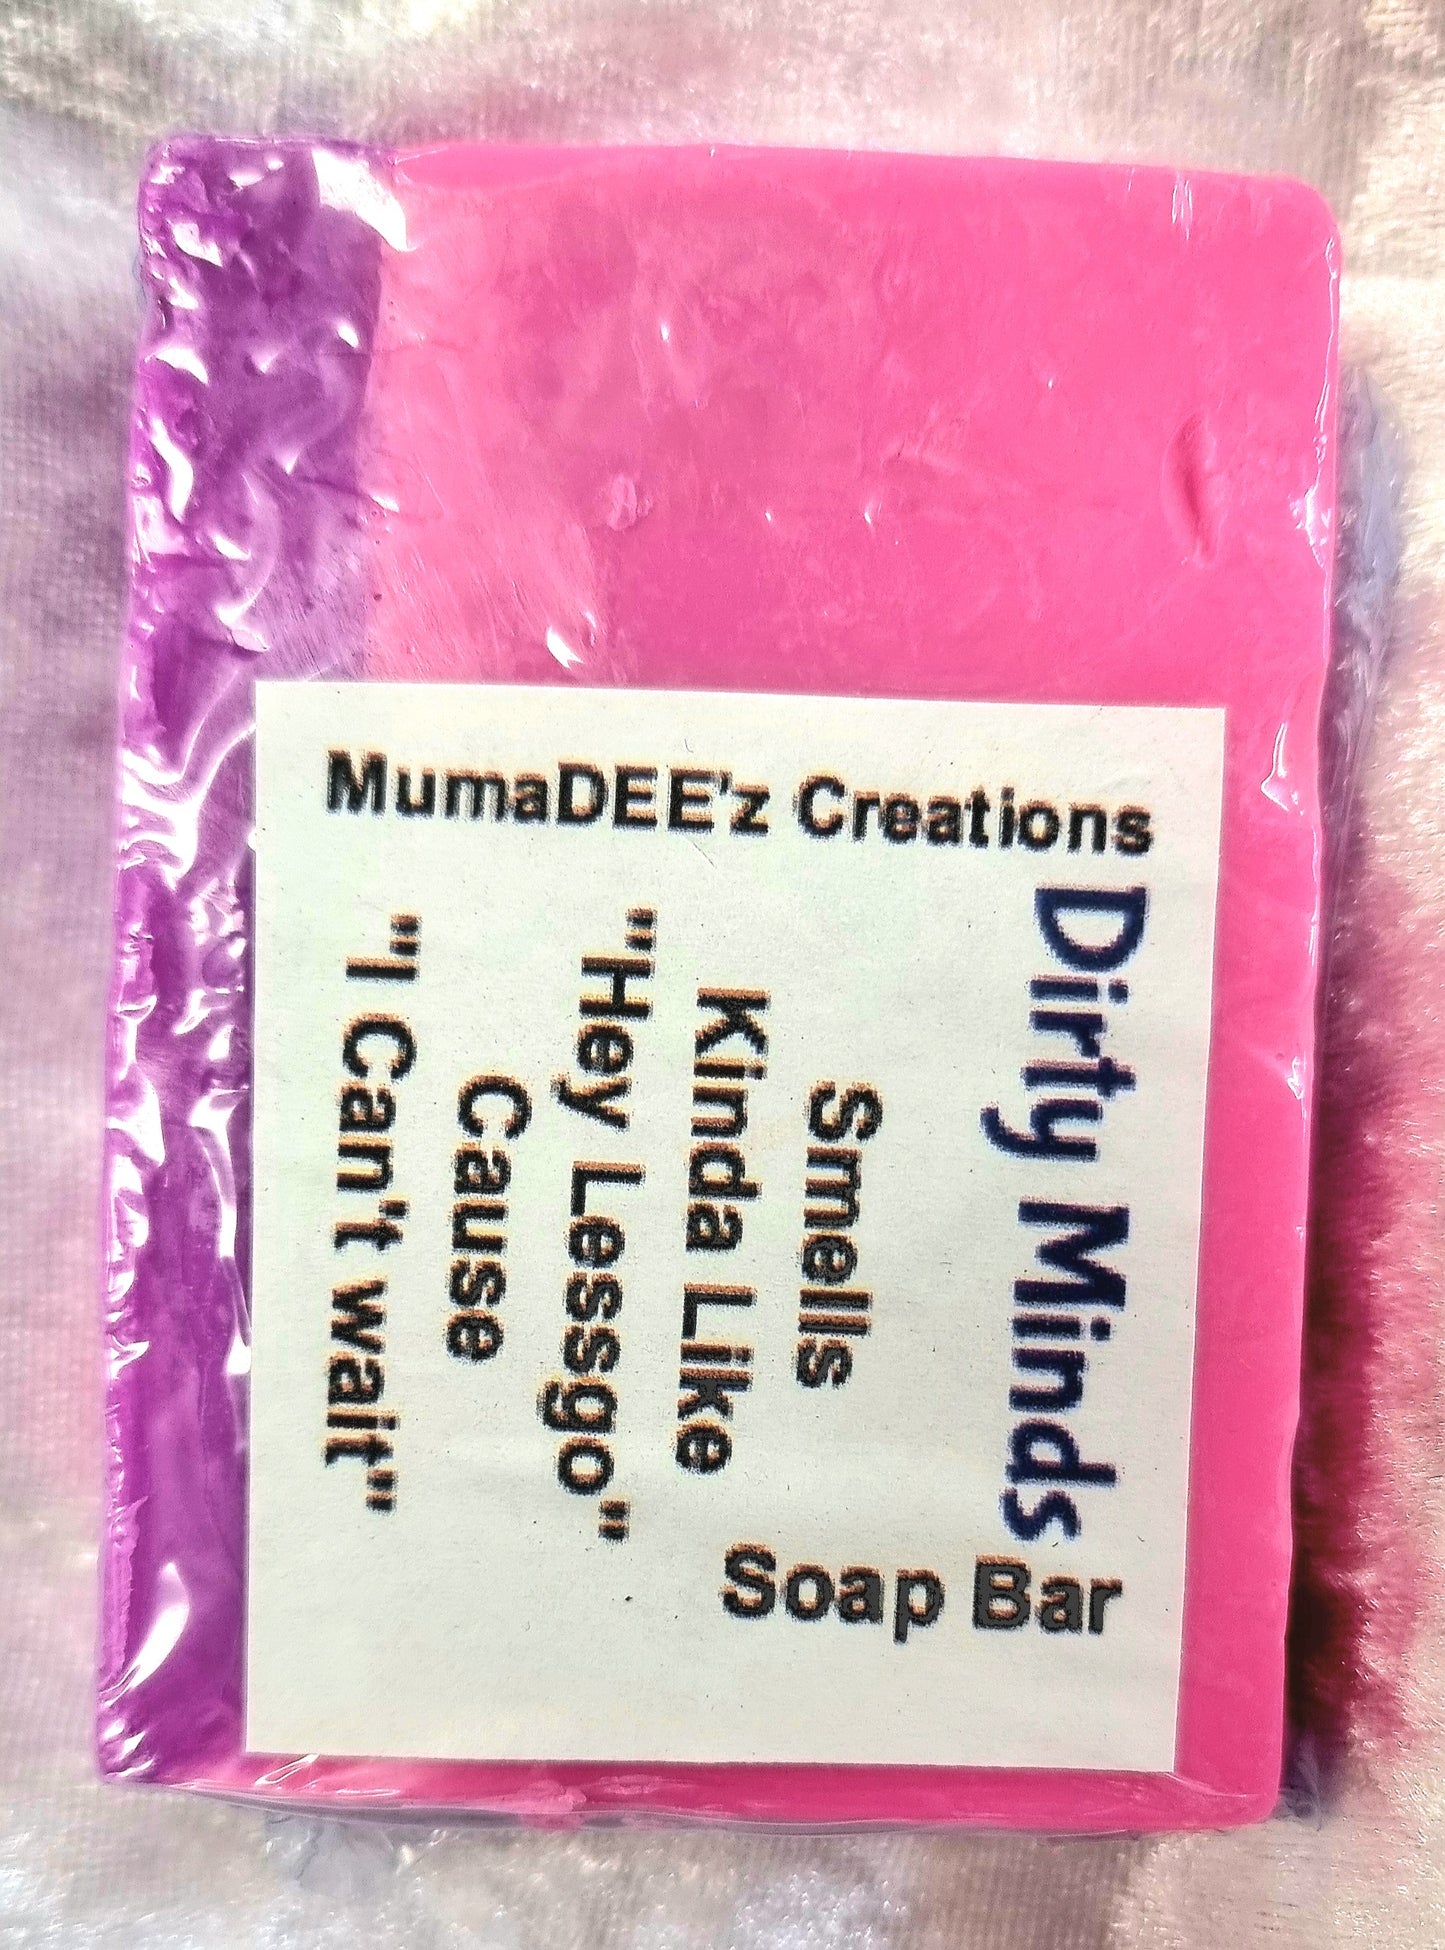 MumaDEE'z Creations
Dirty Minds
Smells
Kinda Like
"Hey Lessgo"
Cause
"I Can't wait"
Soap Bar